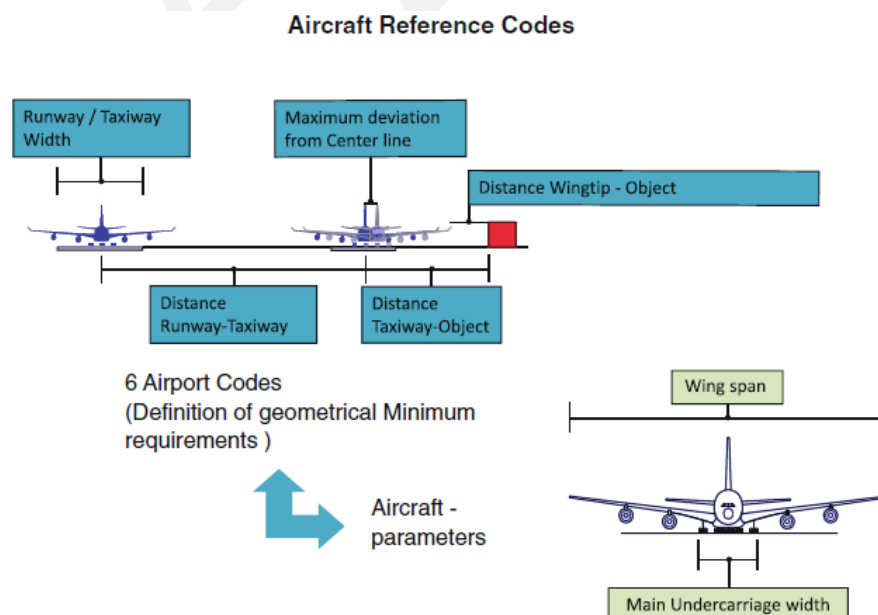 Aircraft Reference Codes
Runway / Taxiway
Width
Maximum deviation
from Center line
Distance Wingtip - Object
Distance
Runway-Taxiway
Distance
Taxiway-Object
6 Airport Codes
(Definition of geometrical Minimum
requirements )
Wing span
Aircraft -
parameters
Main Undercarriage width